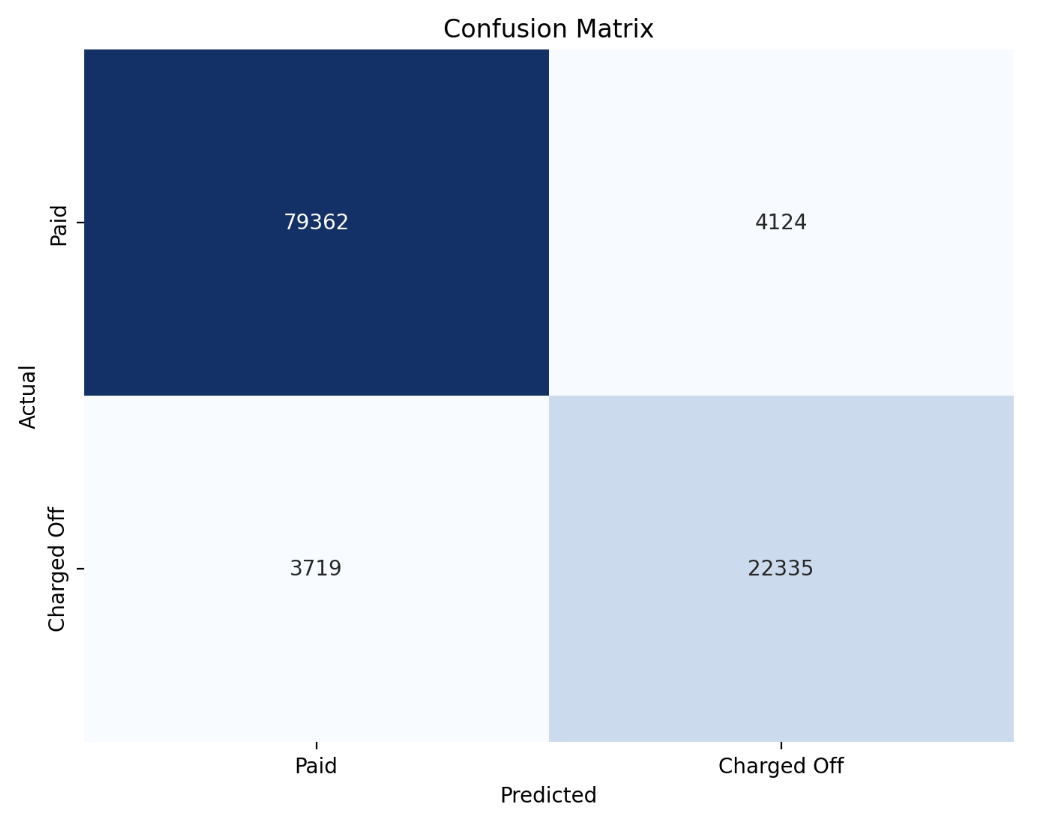 Confusion Matrix
Actual
Paid
79362
4124
Charged Off
3719
22335
Paid
Charged Off
Predicted